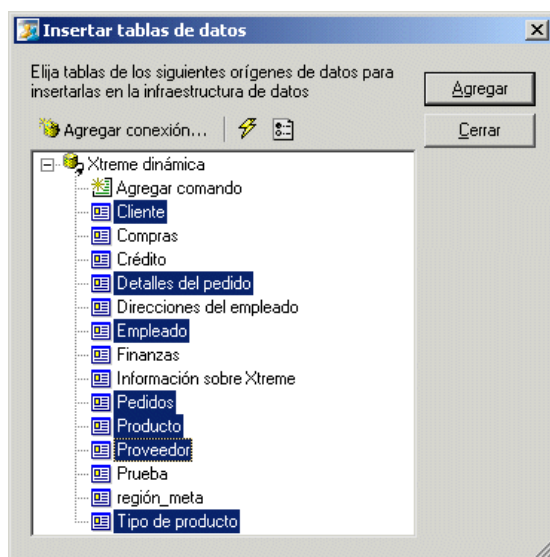 Insertar tablas de datos
Elija tablas de los siguientes orígenes de datos para
insertarlas en la infraestructura de datos
Agregar
Cerrar
Agregar conexión...
Xtreme dinámica
Agregar comando
Cliente
Compras
Crédito
Detalles del pedido
Direcciones del empleado
Empleado
Finanzas
Información sobre Xtreme
Pedidos
Producto
Proveedor
Prueba
región_meta
Tipo de producto